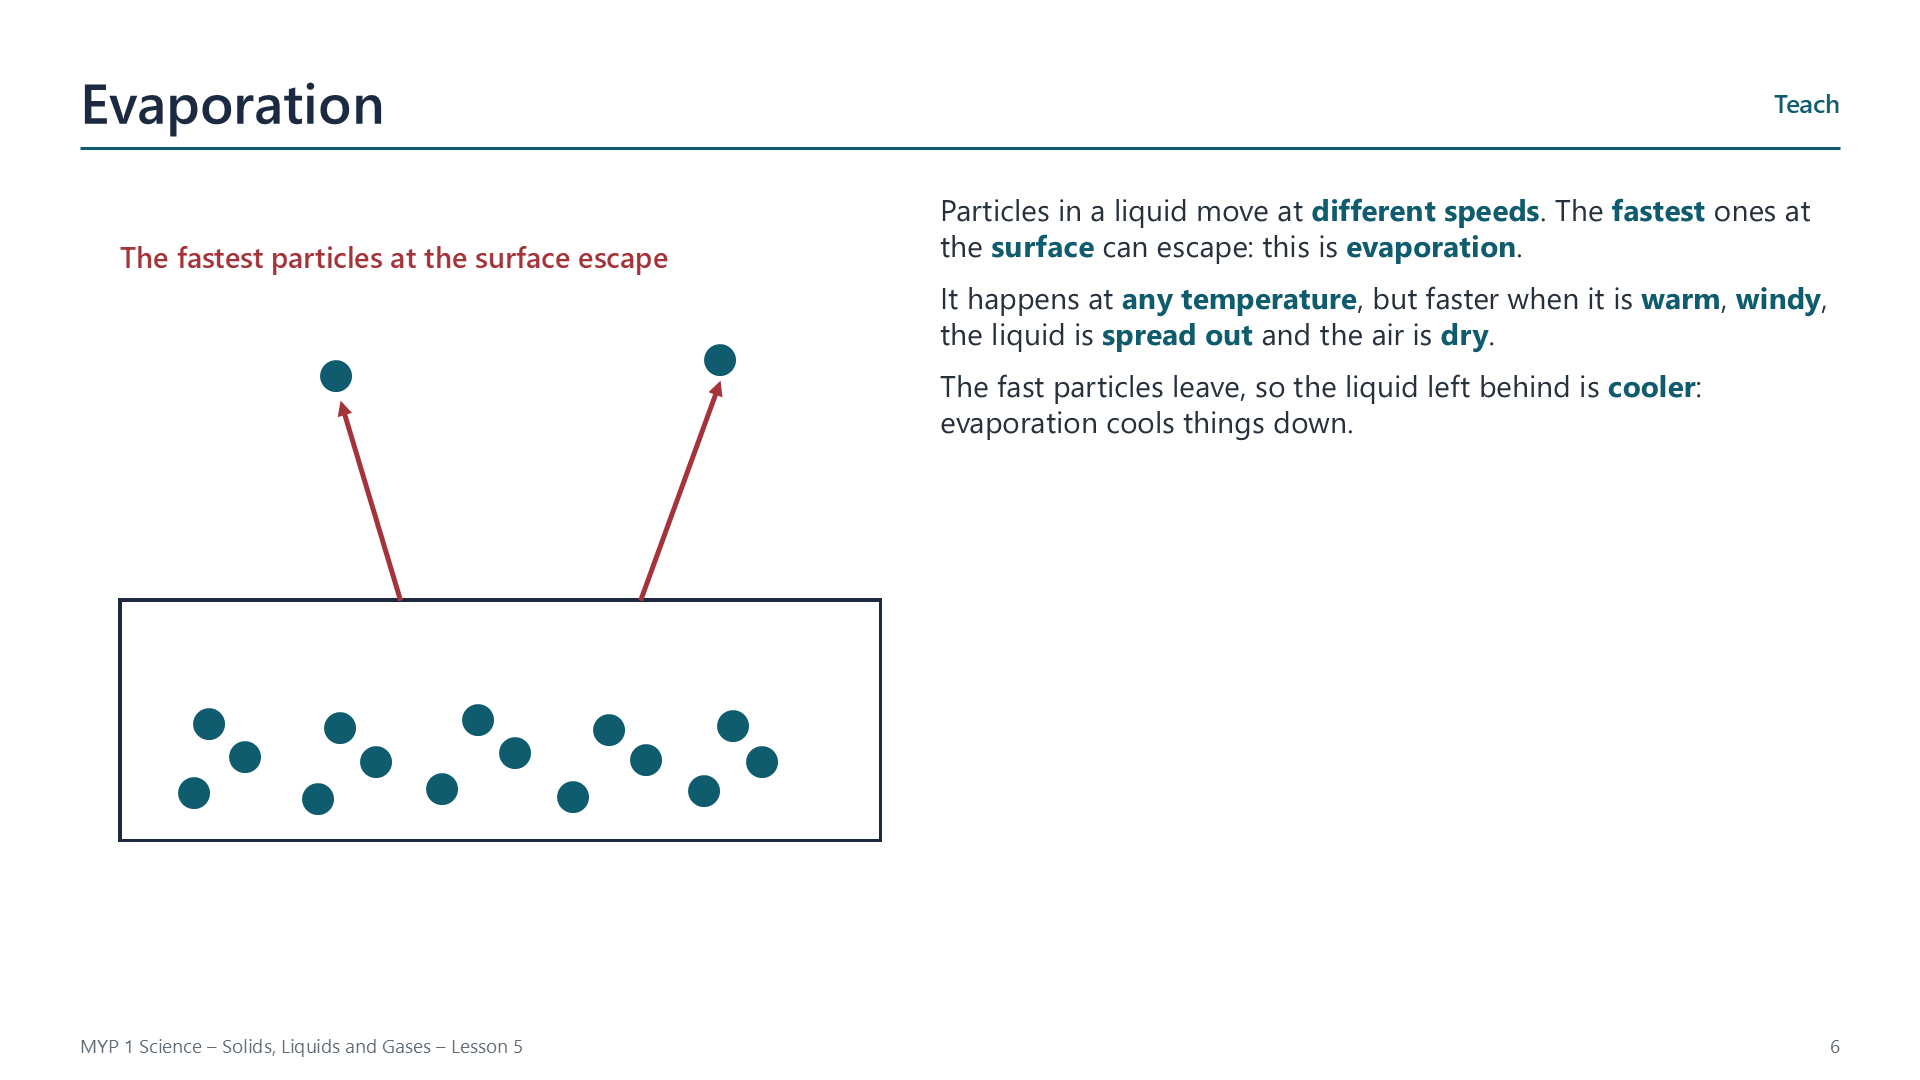 Evaporation
Teach
The fastest particles at the surface escape
Particles in a liquid move at different speeds. The fastest ones at
the surface can escape: this is evaporation.
It happens at any temperature, but faster when it is warm, windy,
the liquid is spread out and the air is dry.
The fast particles leave, so the liquid left behind is cooler:
evaporation cools things down.
MYP 1 Science – Solids, Liquids and Gases – Lesson 5
6